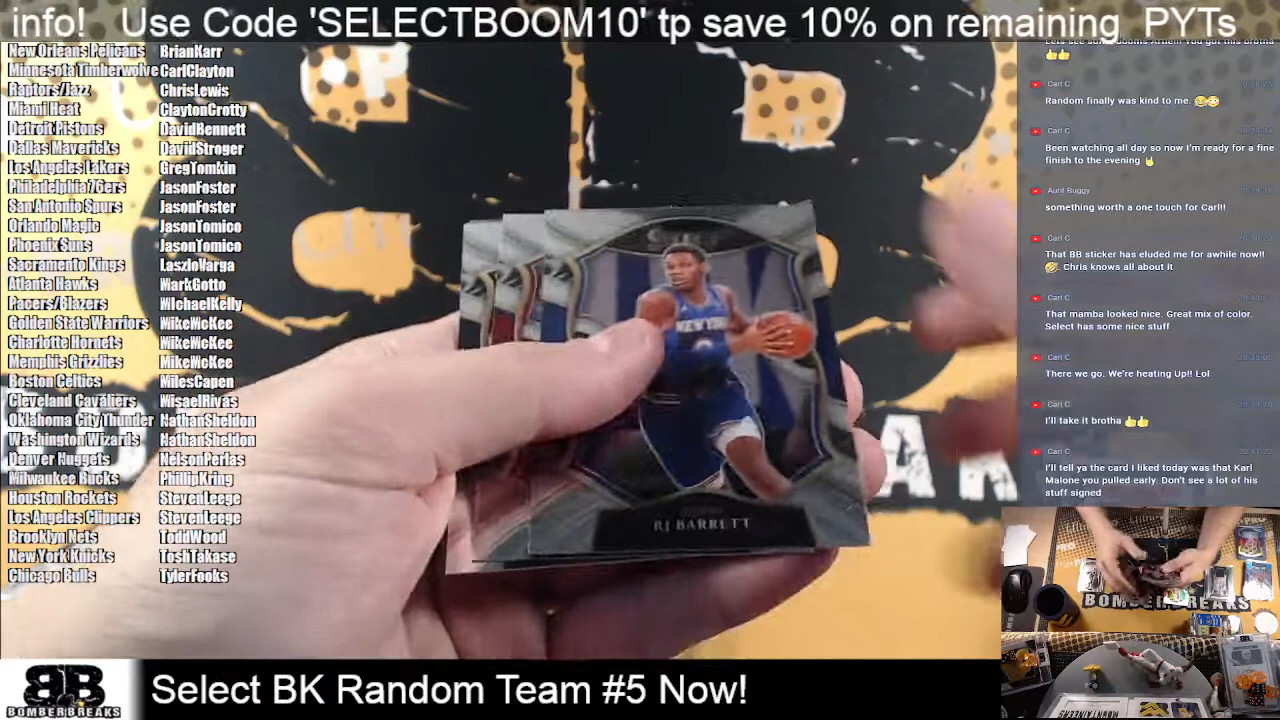 info!   Use Code 'SELECTBOOM10' tp save 10% on remaining  PYTs
New Orleans Pelicans BrianKarr
Minnesota Timberwolve CarlClayton
Raptors/Jazz ChrisLewis
Miami Heat ClaytonCrotty
Detroit Pistons DavidBennett
Dallas Mavericks DavidStroger
Los Angeles Lakers GregTomkin
Philadelphia 76ers JasonFoster
San Antonio Spurs JasonFoster
Orlando Magic JasonTomico
Phoenix Suns JasonTomico
Sacramento Kings LaszloVarga
Atlanta Hawks MarkGotto
Pacers/Blazers MichaelKelly
Golden State Warriors MikeMcKee
Charlotte Hornets MikeMcKee
Memphis Grizzlies MikeMcKee
Boston Celtics MilesCapen
Cleveland Cavaliers MisaelRivas
Oklahoma City Thunder NathanSheldon
Washington Wizards NathanSheldon
Denver Nuggets NelsonPerlas
Milwaukee Bucks PhillipKring
Houston Rockets StevenLeege
Los Angeles Clippers StevenLeege
Brooklyn Nets ToddWood
New York Knicks ToshTakase
Chicago Bulls TylerFooks
NEW YORK
RJ BARRETT
Carl C
Random finally was kind to me.
Carl C
Been watching all day so now I'm ready for a fine
finish to the evening
Aunt Buggy
something worth a one touch for Carl!!
Carl C
That BB sticker has eluded me for awhile now!!
. Chris knows all about it
Carl C
That mamba looked nice. Great mix of color.
Select has some nice stuff
Carl C
There we go. We're heating Up!! Lol
Carl C
I'll take it brotha
Carl C
I'll tell ya the card I liked today was that Karl
Malone you pulled early. Don't see a lot of his
stuff signed
BOMBERBREAKS
BB
BOMBERBREAKS
Select BK Random Team #5 Now!